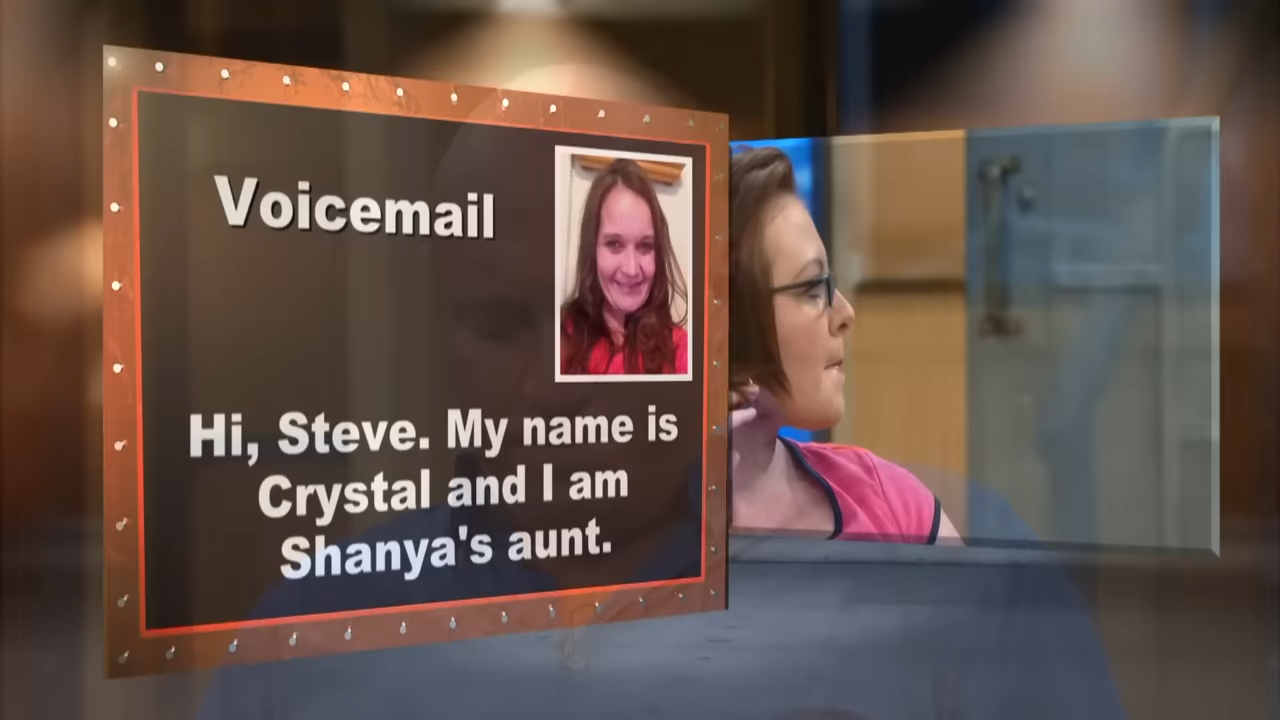 Voicemail
Hi, Steve. My name is
Crystal and I am
Shanya's aunt.